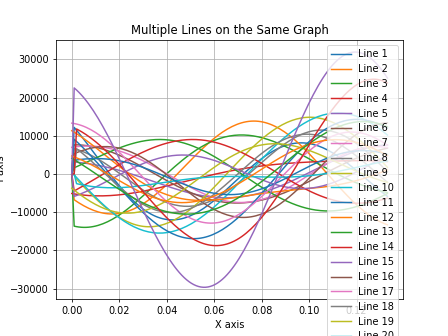 Multiple Lines on the Same Graph
30000
20000
10000
0
−10000
−20000
−30000
0.00
0.02
0.04
0.06
0.08
0.10
X axis
Line 1
Line 2
Line 3
Line 4
Line 5
Line 6
Line 7
Line 8
Line 9
Line 10
Line 11
Line 12
Line 13
Line 14
Line 15
Line 16
Line 17
Line 18
Line 19
Line 20